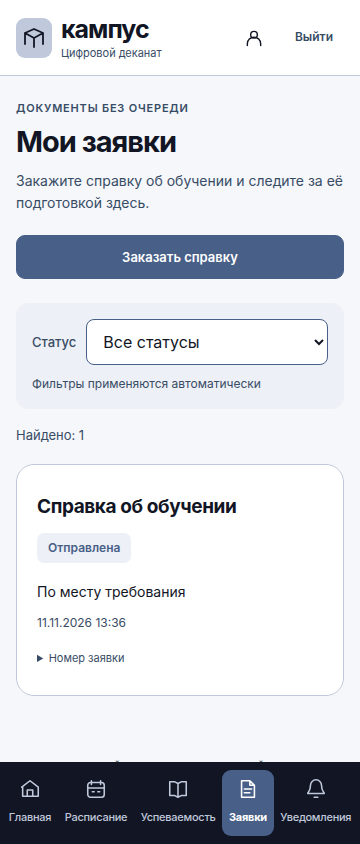 кампус
Цифровой деканат
Выйти
ДОКУМЕНТЫ БЕЗ ОЧЕРЕДИ
Мои заявки
Закажите справку об обучении и следите за её
подготовкой здесь.
Заказать справку
Статус
Все статусы
Фильтры применяются автоматически
Найдено: 1
Справка об обучении
Отправлена
По месту требования
11.11.2026 13:36
Номер заявки
Главная
Расписание
Успеваемость
Заявки
Уведомления